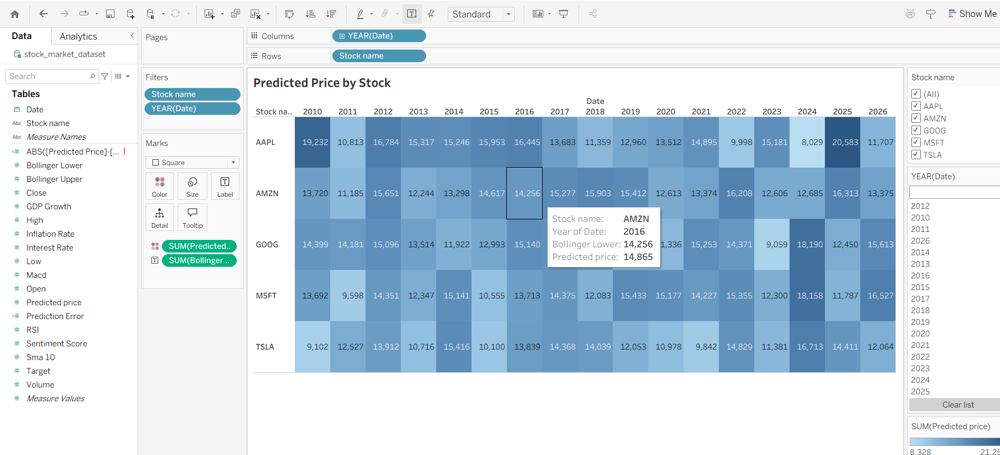 Standard
Show Me
Data
Analytics
stock_market_dataset
Search
Tables
Date
Abc Stock name
Abc Measure Names
ABS([Predicted Price]-[... !
Bollinger Lower
Bollinger Upper
Close
GDP Growth
High
Inflation Rate
Interest Rate
Low
Macd
Open
Predicted price
Prediction Error
RSI
Sentiment Score
Sma 10
Target
Volume
Measure Values
Pages
Filters
Stock name
YEAR(Date)
Marks
Square
Color Size Label
Detail Tooltip
SUM(Predicted..
SUM(Bollinger ..
Columns YEAR(Date)
Rows Stock name
Predicted Price by Stock
Date
Stock na.. 2010 2011 2012 2013 2014 2015 2016 2017 2018 2019 2020 2021 2022 2023 2024 2025 2026
AAPL 19,232 10,813 16,784 15,317 15,246 15,953 16,445 13,683 11,359 12,960 13,512 14,895 9,998 15,181 8,029 20,583 11,707
AMZN 13,720 11,185 15,651 12,244 13,298 14,617 14,256 15,277 15,903 15,412 12,613 13,374 16,208 12,606 12,685 16,313 13,375
GOOG 14,399 14,181 15,096 13,514 11,922 12,993 15,140 1,336 15,253 14,371 9,059 18,190 12,450 15,613
MSFT 13,692 9,598 14,351 12,347 15,141 10,555 13,713 14,375 12,083 15,433 15,177 14,227 15,355 12,300 18,158 11,787 16,527
TSLA 9,102 12,527 13,912 10,716 15,416 10,100 13,839 14,368 14,039 12,053 10,978 9,842 14,829 11,381 16,713 14,411 12,064
Stock name: AMZN
Year of Date: 2016
Bollinger Lower: 14,256
Predicted price: 14,865
Stock name
(All)
AAPL
AMZN
GOOG
MSFT
TSLA
YEAR(Date)
2012
2010
2011
2026
2014
2013
2016
2015
2017
2018
2019
2020
2021
2022
2023
2024
2025
Clear list
SUM(Predicted price)
8,328 21,25